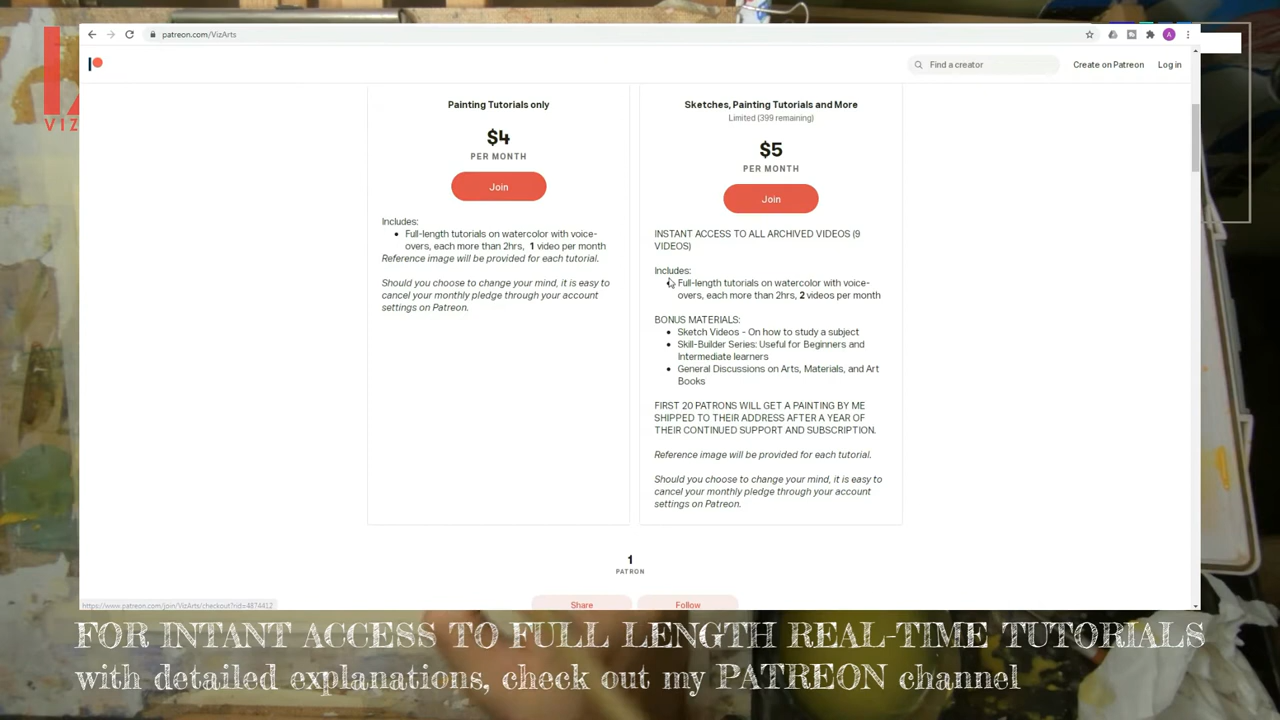 patreon.com/VizArts
Find a creator
Create on Patreon
Log in
VIZ
Painting Tutorials only
$4
PER MONTH
Join
Includes:
Full-length tutorials on watercolor with voice-
overs, each more than 2hrs, 1 video per month
Reference image will be provided for each tutorial.
Should you choose to change your mind, it is easy to
cancel your monthly pledge through your account
settings on Patreon.
Sketches, Painting Tutorials and More
Limited (399 remaining)
$5
PER MONTH
Join
INSTANT ACCESS TO ALL ARCHIVED VIDEOS (9
VIDEOS)
Includes:
Full-length tutorials on watercolor with voice-
overs, each more than 2hrs, 2 videos per month
BONUS MATERIALS:
Sketch Videos - On how to study a subject
Skill-Builder Series: Useful for Beginners and
Intermediate learners
General Discussions on Arts, Materials, and Art
Books
FIRST 20 PATRONS WILL GET A PAINTING BY ME
SHIPPED TO THEIR ADDRESS AFTER A YEAR OF
THEIR CONTINUED SUPPORT AND SUBSCRIPTION.
Reference image will be provided for each tutorial.
Should you choose to change your mind, it is easy to
cancel your monthly pledge through your account
settings on Patreon.
1
PATRON
Share
Follow
https://www.patreon.com/join/VizArts/checkout?rid=4874412
FOR INTANT ACCESS TO FULL LENGTH REAL-TIME TUTORIALS
with detailed explanations, check out my PATREON channel